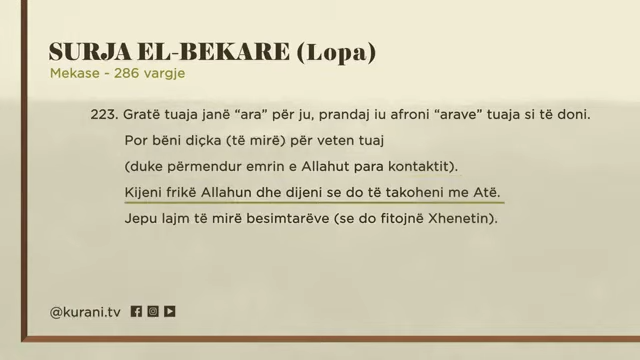 SURJA EL-BEKARE (Lopa)
Mekase - 286 vargje
223. Gratë tuaja janë “ara” për ju, prandaj iu afroni “arave” tuaja si të doni.
Por bëni diçka (të mirë) për veten tuaj
(duke përmendur emrin e Allahut para kontaktit).
Kijeni frikë Allahun dhe dijeni se do të takoheni me Atë.
Jepu lajm të mirë besimtarëve (se do fitojnë Xhenetin).
@kurani.tv